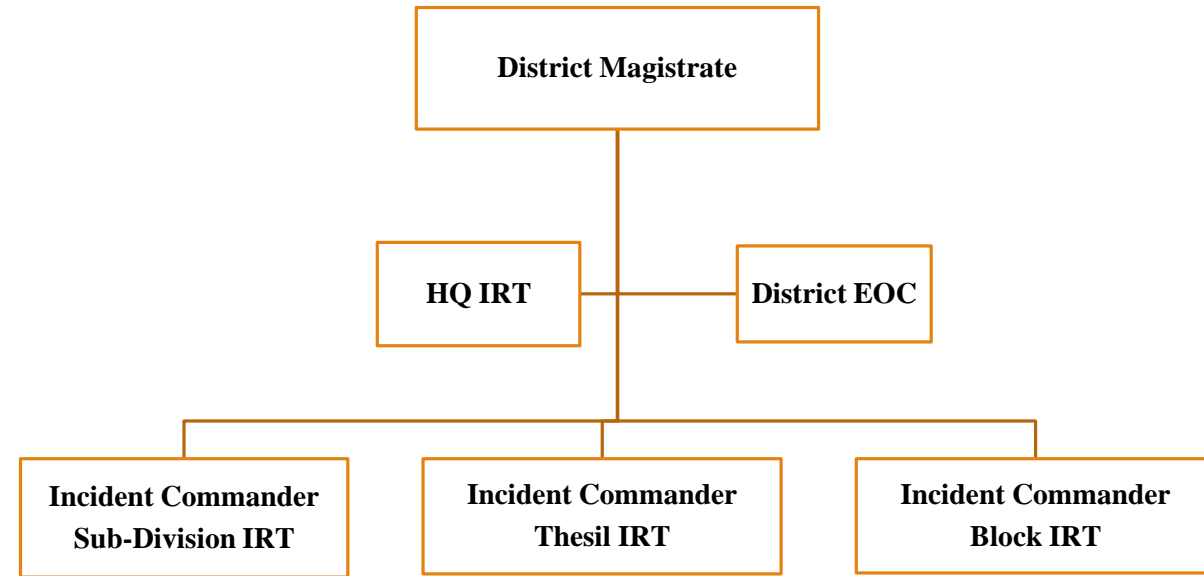 District Magistrate
HQ IRT
District EOC
Incident Commander
Sub-Division IRT
Incident Commander
Thesil IRT
Incident Commander
Block IRT